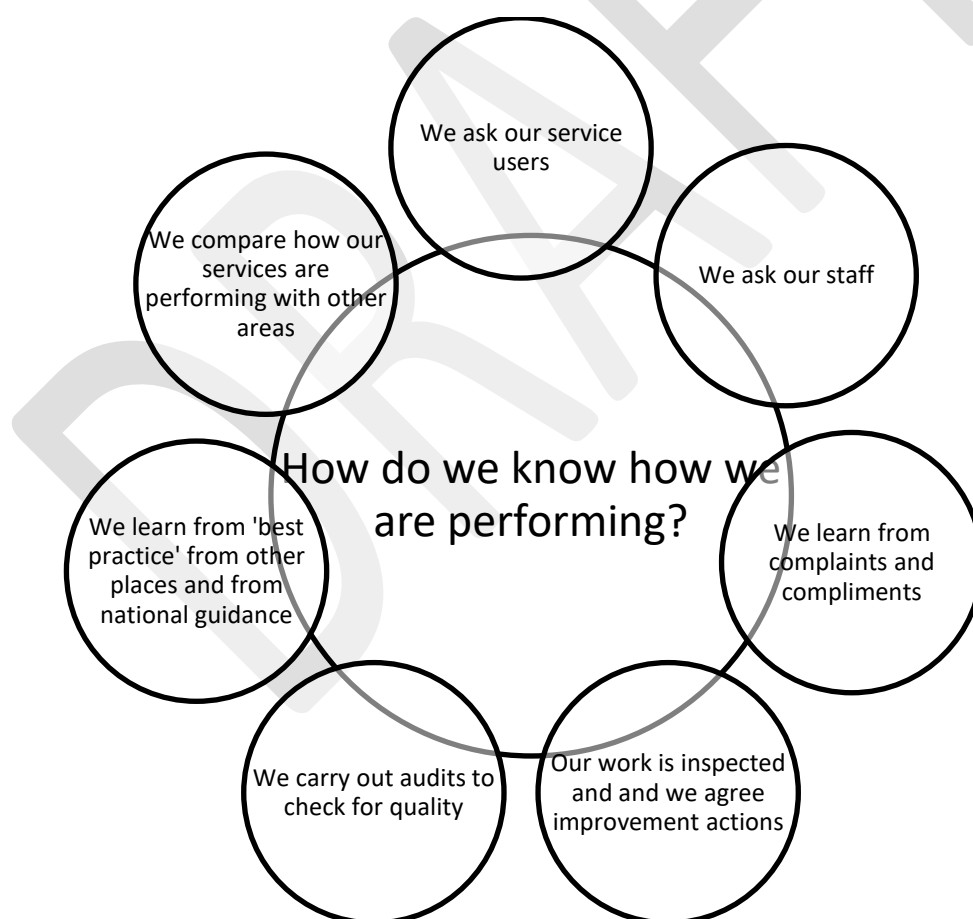 We ask our service
users
We ask our staff
We learn from
complaints and
compliments
Our work is inspected
and and we agree
improvement actions
We carry out audits to
check for quality
We learn from 'best
practice' from other
places and from
national guidance
We compare how our
services are
performing with other
areas
How do we know how we
are performing?
DRAF